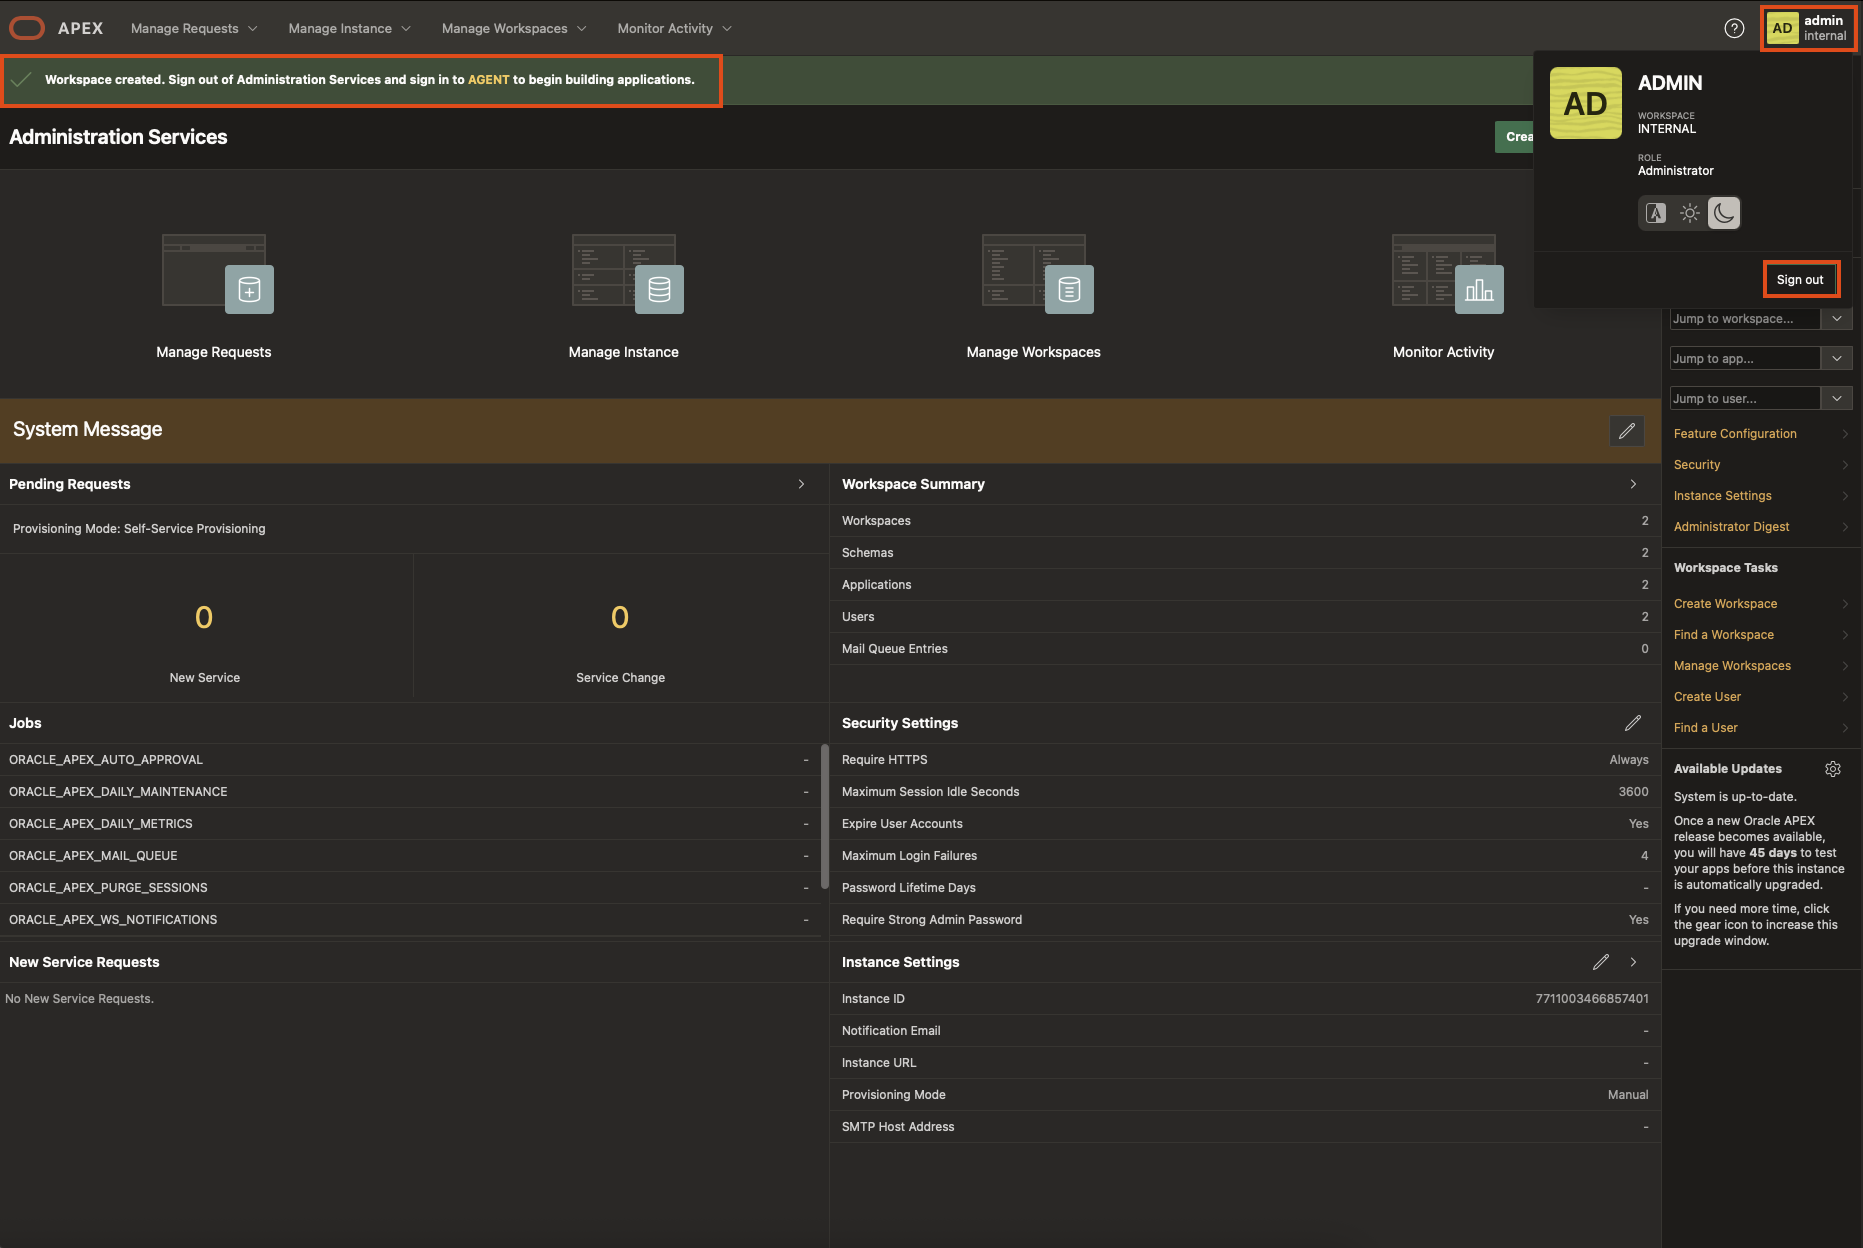 APEX
Manage Requests
Manage Instance
Manage Workspaces
Monitor Activity
?
AD
admin
internal
Workspace created. Sign out of Administration Services and sign in to AGENT to begin building applications.
AD
ADMIN
WORKSPACE
INTERNAL
ROLE
Administrator
A
Sign out
Administration Services
Crea
Manage Requests
Manage Instance
Manage Workspaces
Monitor Activity
System Message
Pending Requests
Provisioning Mode: Self-Service Provisioning
0
New Service
0
Service Change
Workspace Summary
Workspaces 2
Schemas 2
Applications 2
Users 2
Mail Queue Entries 0
Jobs
ORACLE_APEX_AUTO_APPROVAL -
ORACLE_APEX_DAILY_MAINTENANCE -
ORACLE_APEX_DAILY_METRICS -
ORACLE_APEX_MAIL_QUEUE -
ORACLE_APEX_PURGE_SESSIONS -
ORACLE_APEX_WS_NOTIFICATIONS -
Security Settings
Require HTTPS Always
Maximum Session Idle Seconds 3600
Expire User Accounts Yes
Maximum Login Failures 4
Password Lifetime Days -
Require Strong Admin Password Yes
New Service Requests
No New Service Requests.
Instance Settings
Instance ID 7711003466857401
Notification Email -
Instance URL -
Provisioning Mode Manual
SMTP Host Address -
Jump to workspace...
Jump to app...
Jump to user...
Feature Configuration
Security
Instance Settings
Administrator Digest
Workspace Tasks
Create Workspace
Find a Workspace
Manage Workspaces
Create User
Find a User
Available Updates
System is up-to-date.
Once a new Oracle APEX
release becomes available,
you will have 45 days to test
your apps before this instance
is automatically upgraded.
If you need more time, click
the gear icon to increase this
upgrade window.